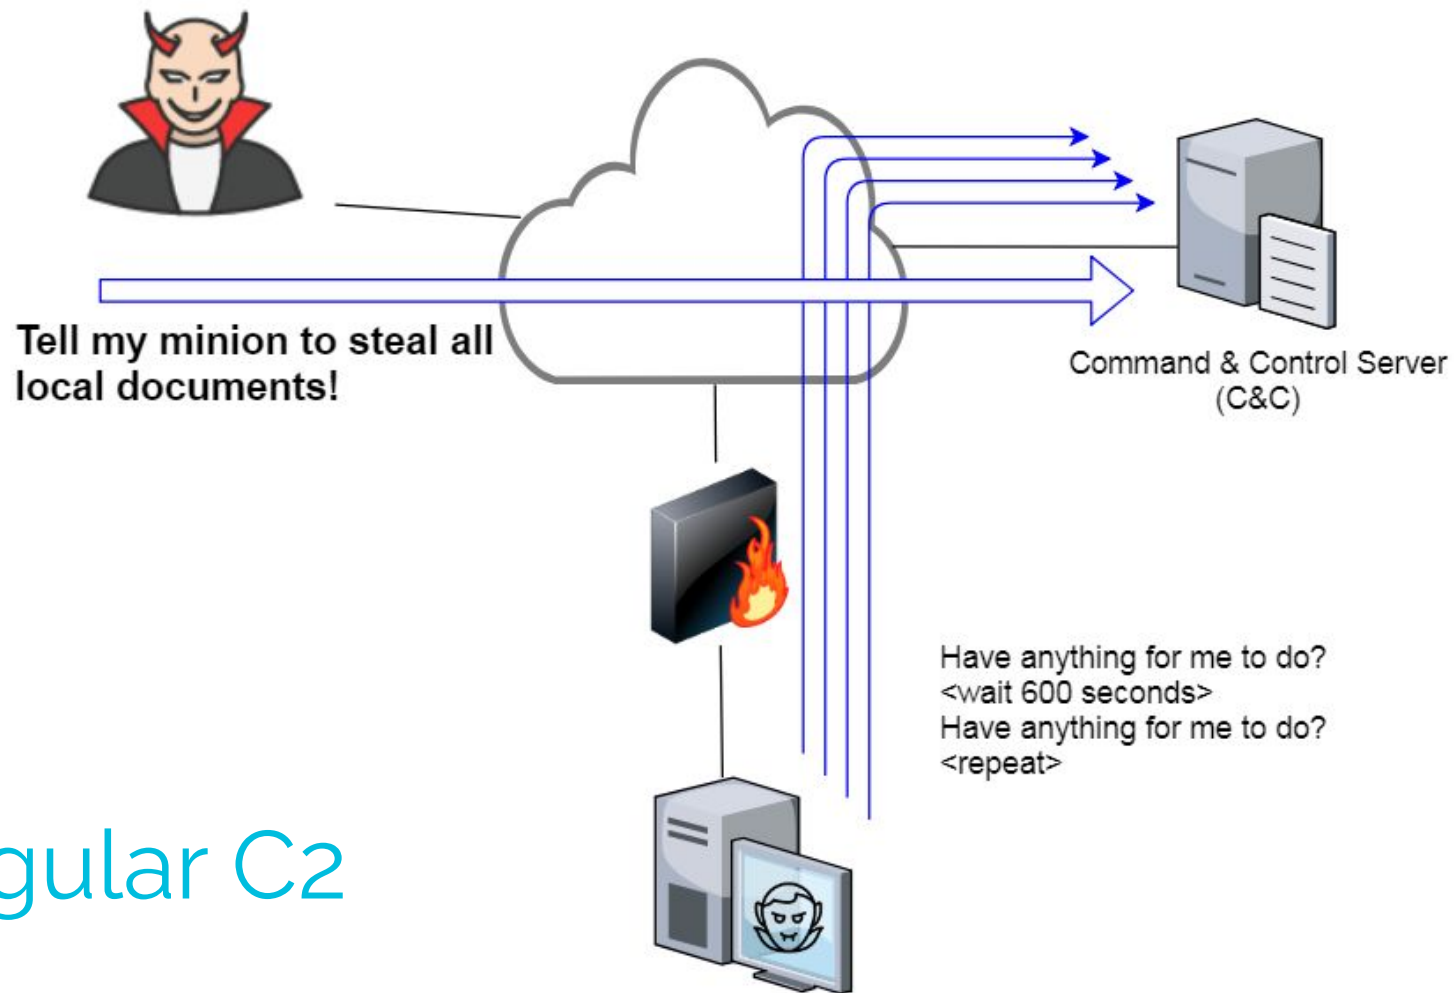 Tell my minion to steal all
local documents!
Command & Control Server
(C&C)
Have anything for me to do?
<wait 600 seconds>
Have anything for me to do?
<repeat>
gular C2